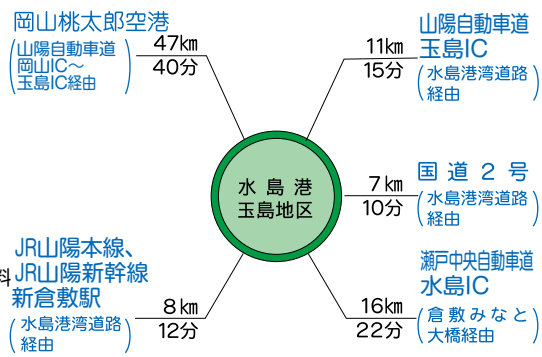 岡山桃太郎空港
(山陽自動車道
岡山IC〜
玉島IC経由)
47km
40分
山陽自動車道
玉島IC
(水島港湾道路
経由)
11km
15分
水島港
玉島地区
国道2号
(水島港湾道路
経由)
7km
10分
料
JR山陽本線、
JR山陽新幹線
新倉敷駅
(水島港湾道路
経由)
8km
12分
瀬戸中央自動車道
水島IC
(倉敷みなと
大橋経由)
16km
22分